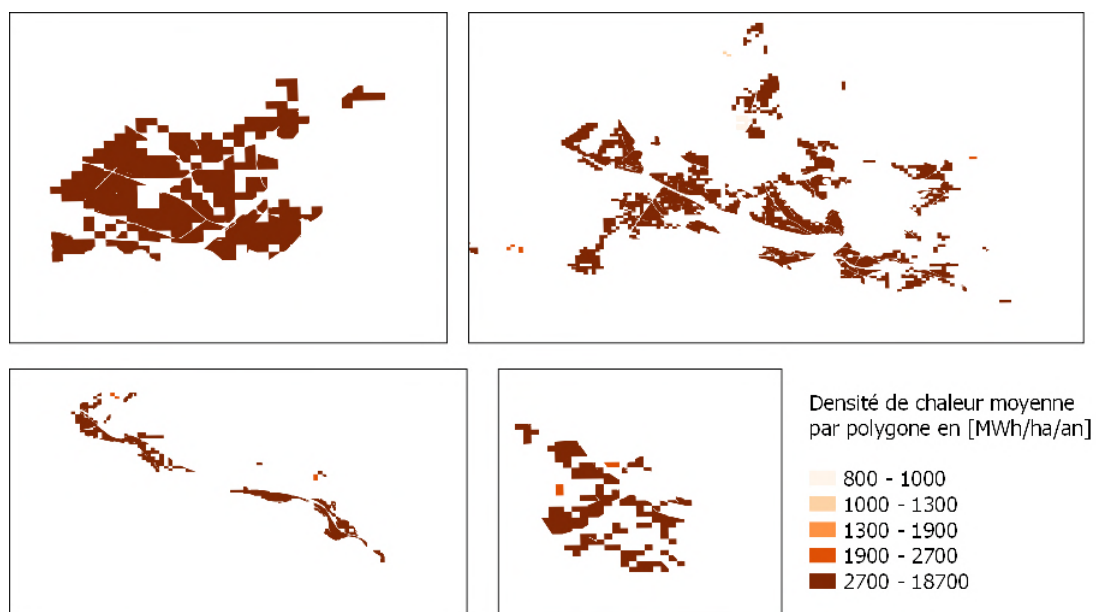 Densité de chaleur moyenne
par polygone en [MWh/ha/an]
800 - 1000
1000 - 1300
1300 - 1900
1900 - 2700
2700 - 18700